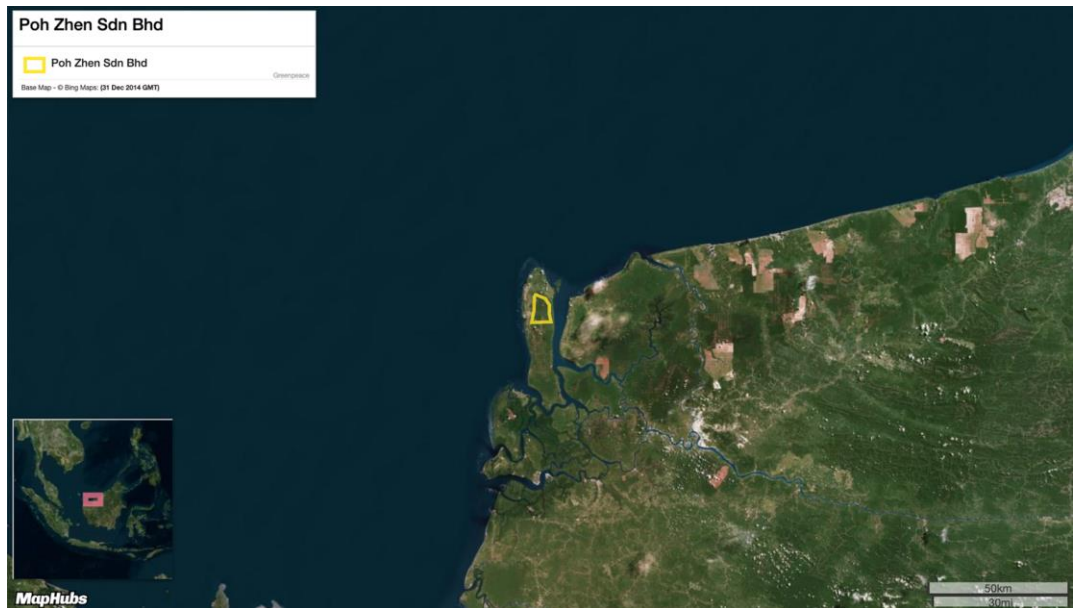 Poh Zhen Sdn Bhd
Poh Zhen Sdn Bhd
Greenpeace
Base Map - © Bing Maps: (31 Dec 2014 GMT)
50km
30mi
MapHubs